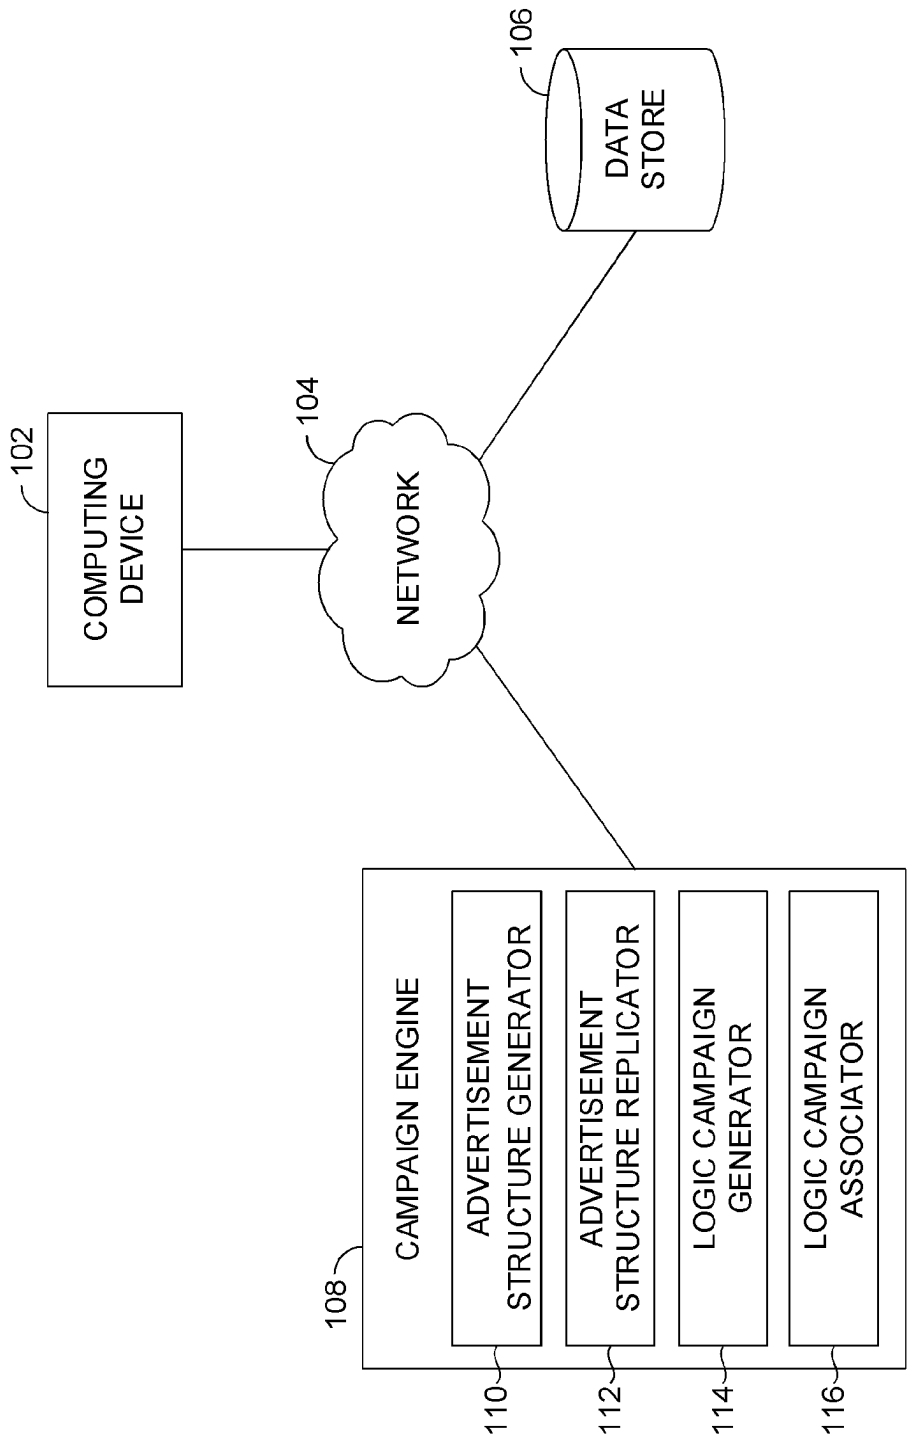 102
COMPUTING
DEVICE
104
NETWORK
106
DATA
STORE
108
CAMPAIGN ENGINE
ADVERTISEMENT
STRUCTURE GENERATOR
110
ADVERTISEMENT
STRUCTURE REPLICATOR
112
LOGIC CAMPAIGN
GENERATOR
114
LOGIC CAMPAIGN
ASSOCIATOR
116